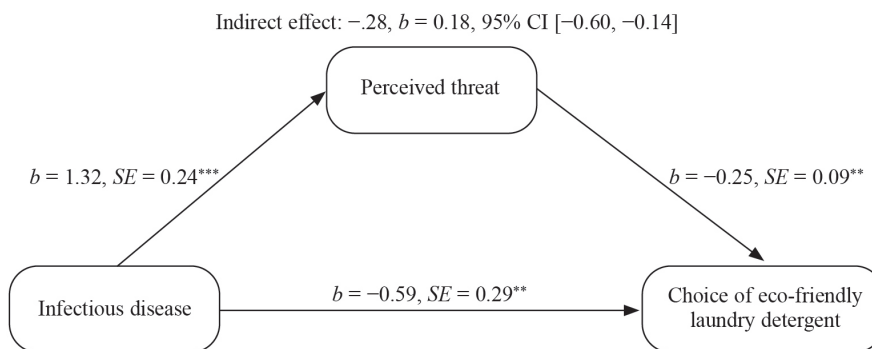 Indirect effect: −.28, b = 0.18, 95% CI [−0.60, −0.14]
Perceived threat
b = 1.32, SE = 0.24***
b = −0.25, SE = 0.09**
b = −0.59, SE = 0.29**
Infectious disease
Choice of eco-friendly
laundry detergent